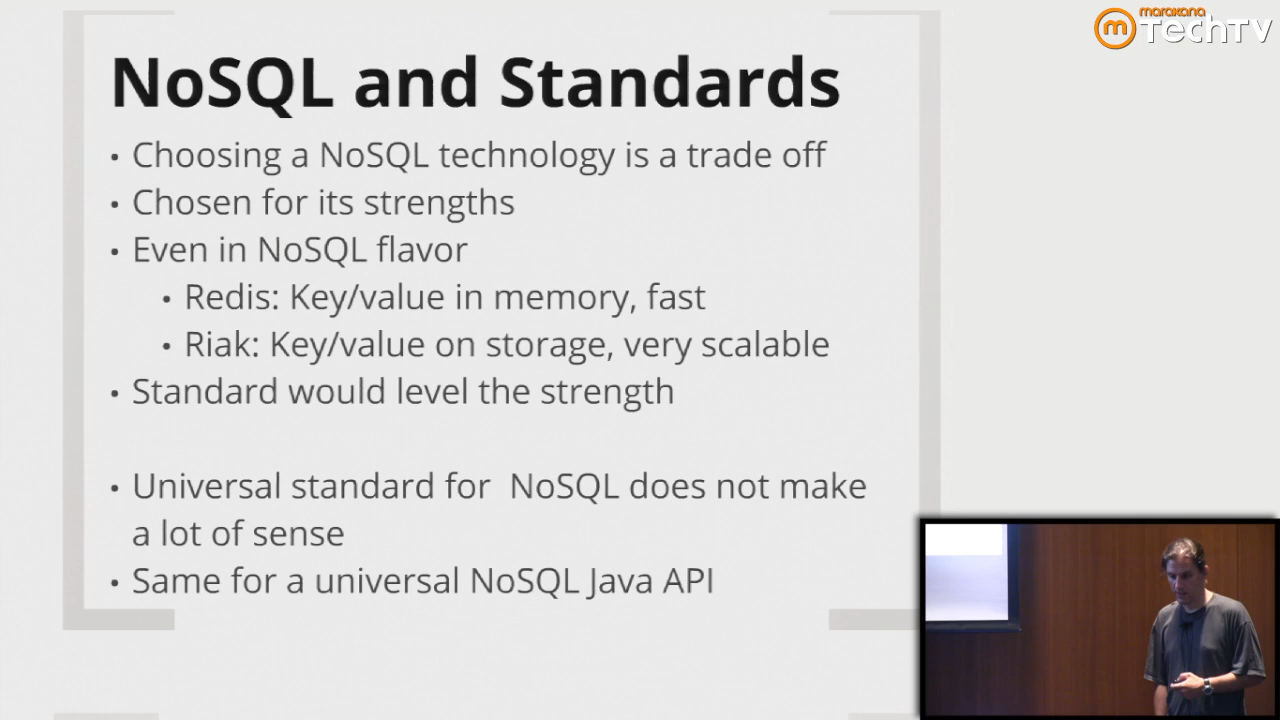 marakana
TechTV
NoSQL and Standards
• Choosing a NoSQL technology is a trade off
• Chosen for its strengths
• Even in NoSQL flavor
• Redis: Key/value in memory, fast
• Riak: Key/value on storage, very scalable
• Standard would level the strength
• Universal standard for NoSQL does not make
a lot of sense
• Same for a universal NoSQL Java API